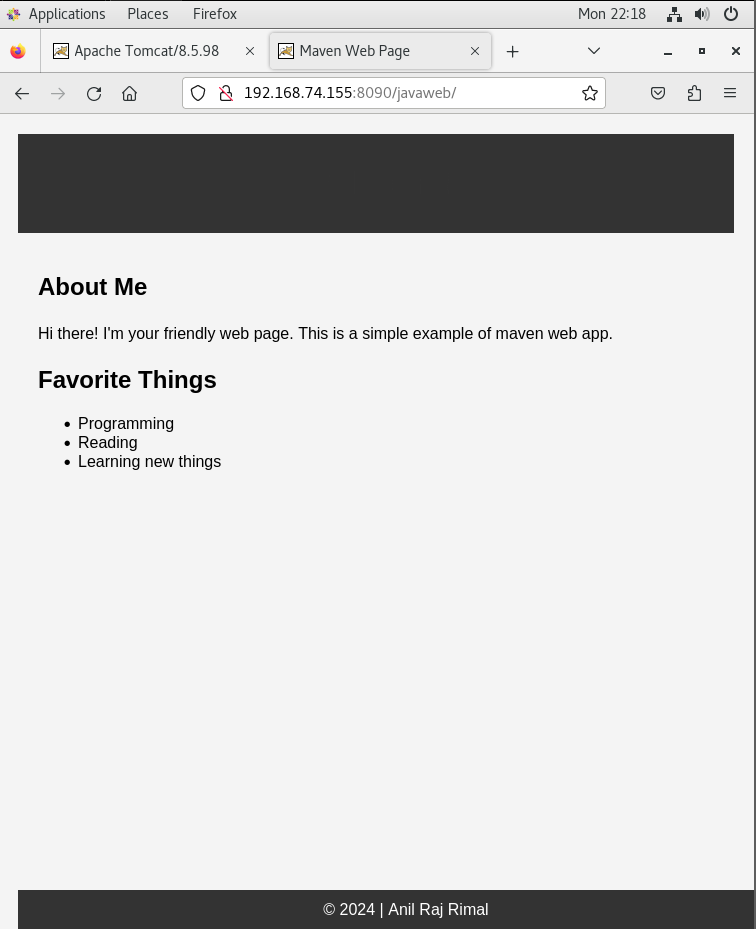 Applications Places Firefox Mon 22:18
Apache Tomcat/8.5.98 Maven Web Page
192.168.74.155:8090/javaweb/
About Me
Hi there! I'm your friendly web page. This is a simple example of maven web app.
Favorite Things
• Programming
• Reading
• Learning new things
© 2024 | Anil Raj Rimal